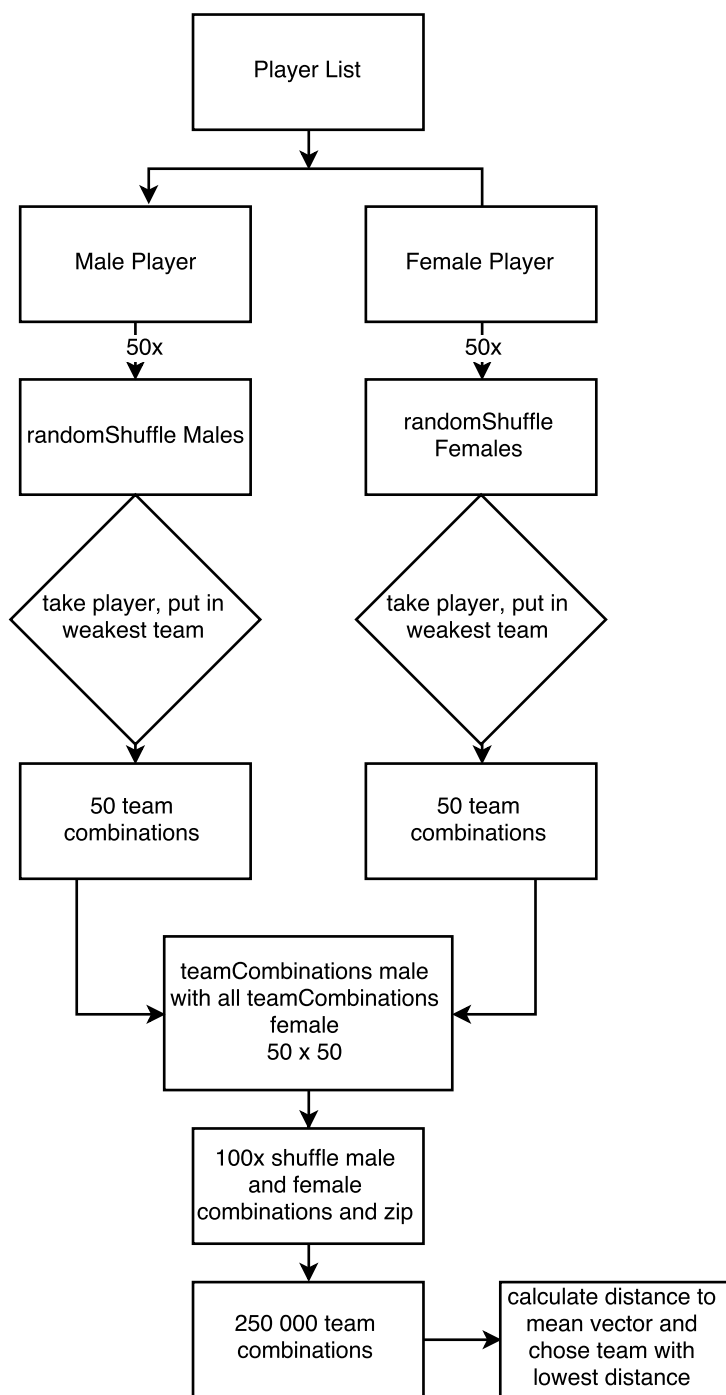 Player List
Male Player
Female Player
50x
50x
randomShuffle Males
randomShuffle
Females
take player, put in
weakest team
take player, put in
weakest team
50 team
combinations
50 team
combinations
teamCombinations male
with all teamCombinations
female
50 x 50
100x shuffle male
and female
combinations and zip
250 000 team
combinations
calculate distance to
mean vector and
chose team with
lowest distance